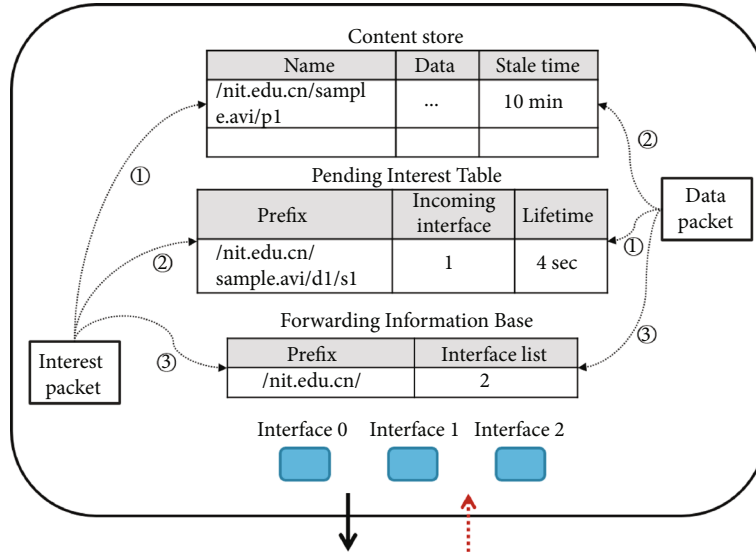 Content store
Name Data Stale time
/nit.edu.cn/sampl
e.avi/p1 ... 10 min
①
②
Pending Interest Table
Prefix Incoming
interface Lifetime
/nit.edu.cn/
sample.avi/d1/s1 1 4 sec
②
①
Data
packet
Forwarding Information Base
Prefix Interface list
/nit.edu.cn/ 2
③
③
Interest
packet
Interface 0 Interface 1 Interface 2